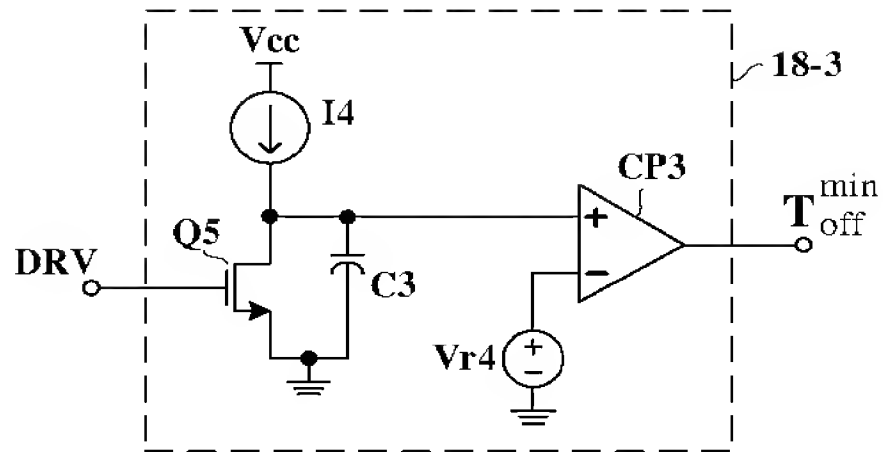 Vcc
18-3
I4
CP3
T min off
Q5
+
DRV
C3
−
Vr4
+
−